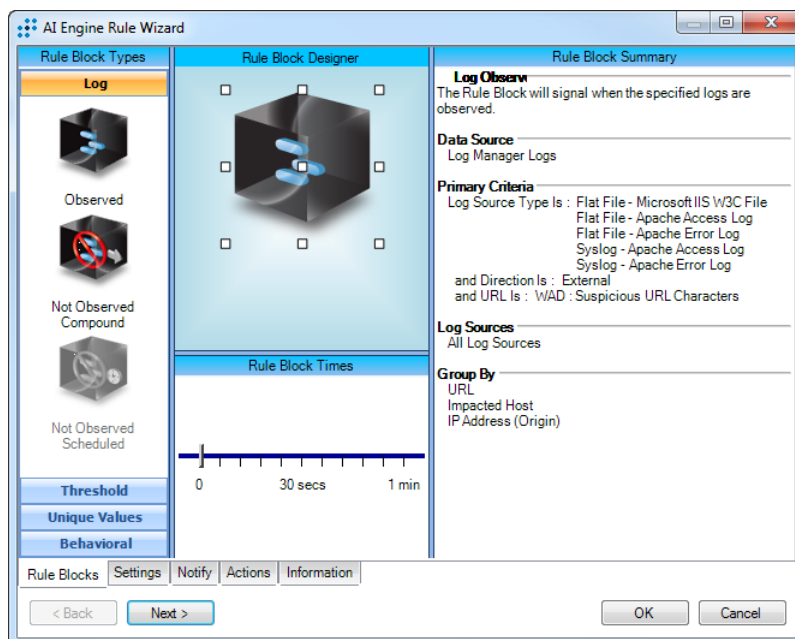 AI Engine Rule Wizard
Rule Block Types
Log
Observed
Not Observed
Compound
Not Observed
Scheduled
Threshold
Unique Values
Behavioral
Rule Block Designer
Rule Block Times
0 30 secs 1 min
Rule Block Summary
Log Observe
The Rule Block will signal when the specified logs are
observed.
Data Source
Log Manager Logs
Primary Criteria
Log Source Type Is : Flat File - Microsoft IIS W3C File
Flat File - Apache Access Log
Flat File - Apache Error Log
Syslog - Apache Access Log
Syslog - Apache Error Log
and Direction Is : External
and URL Is : WAD : Suspicious URL Characters
Log Sources
All Log Sources
Group By
URL
Impacted Host
IP Address (Origin)
Rule Blocks Settings Notify Actions Information
< Back Next > OK Cancel